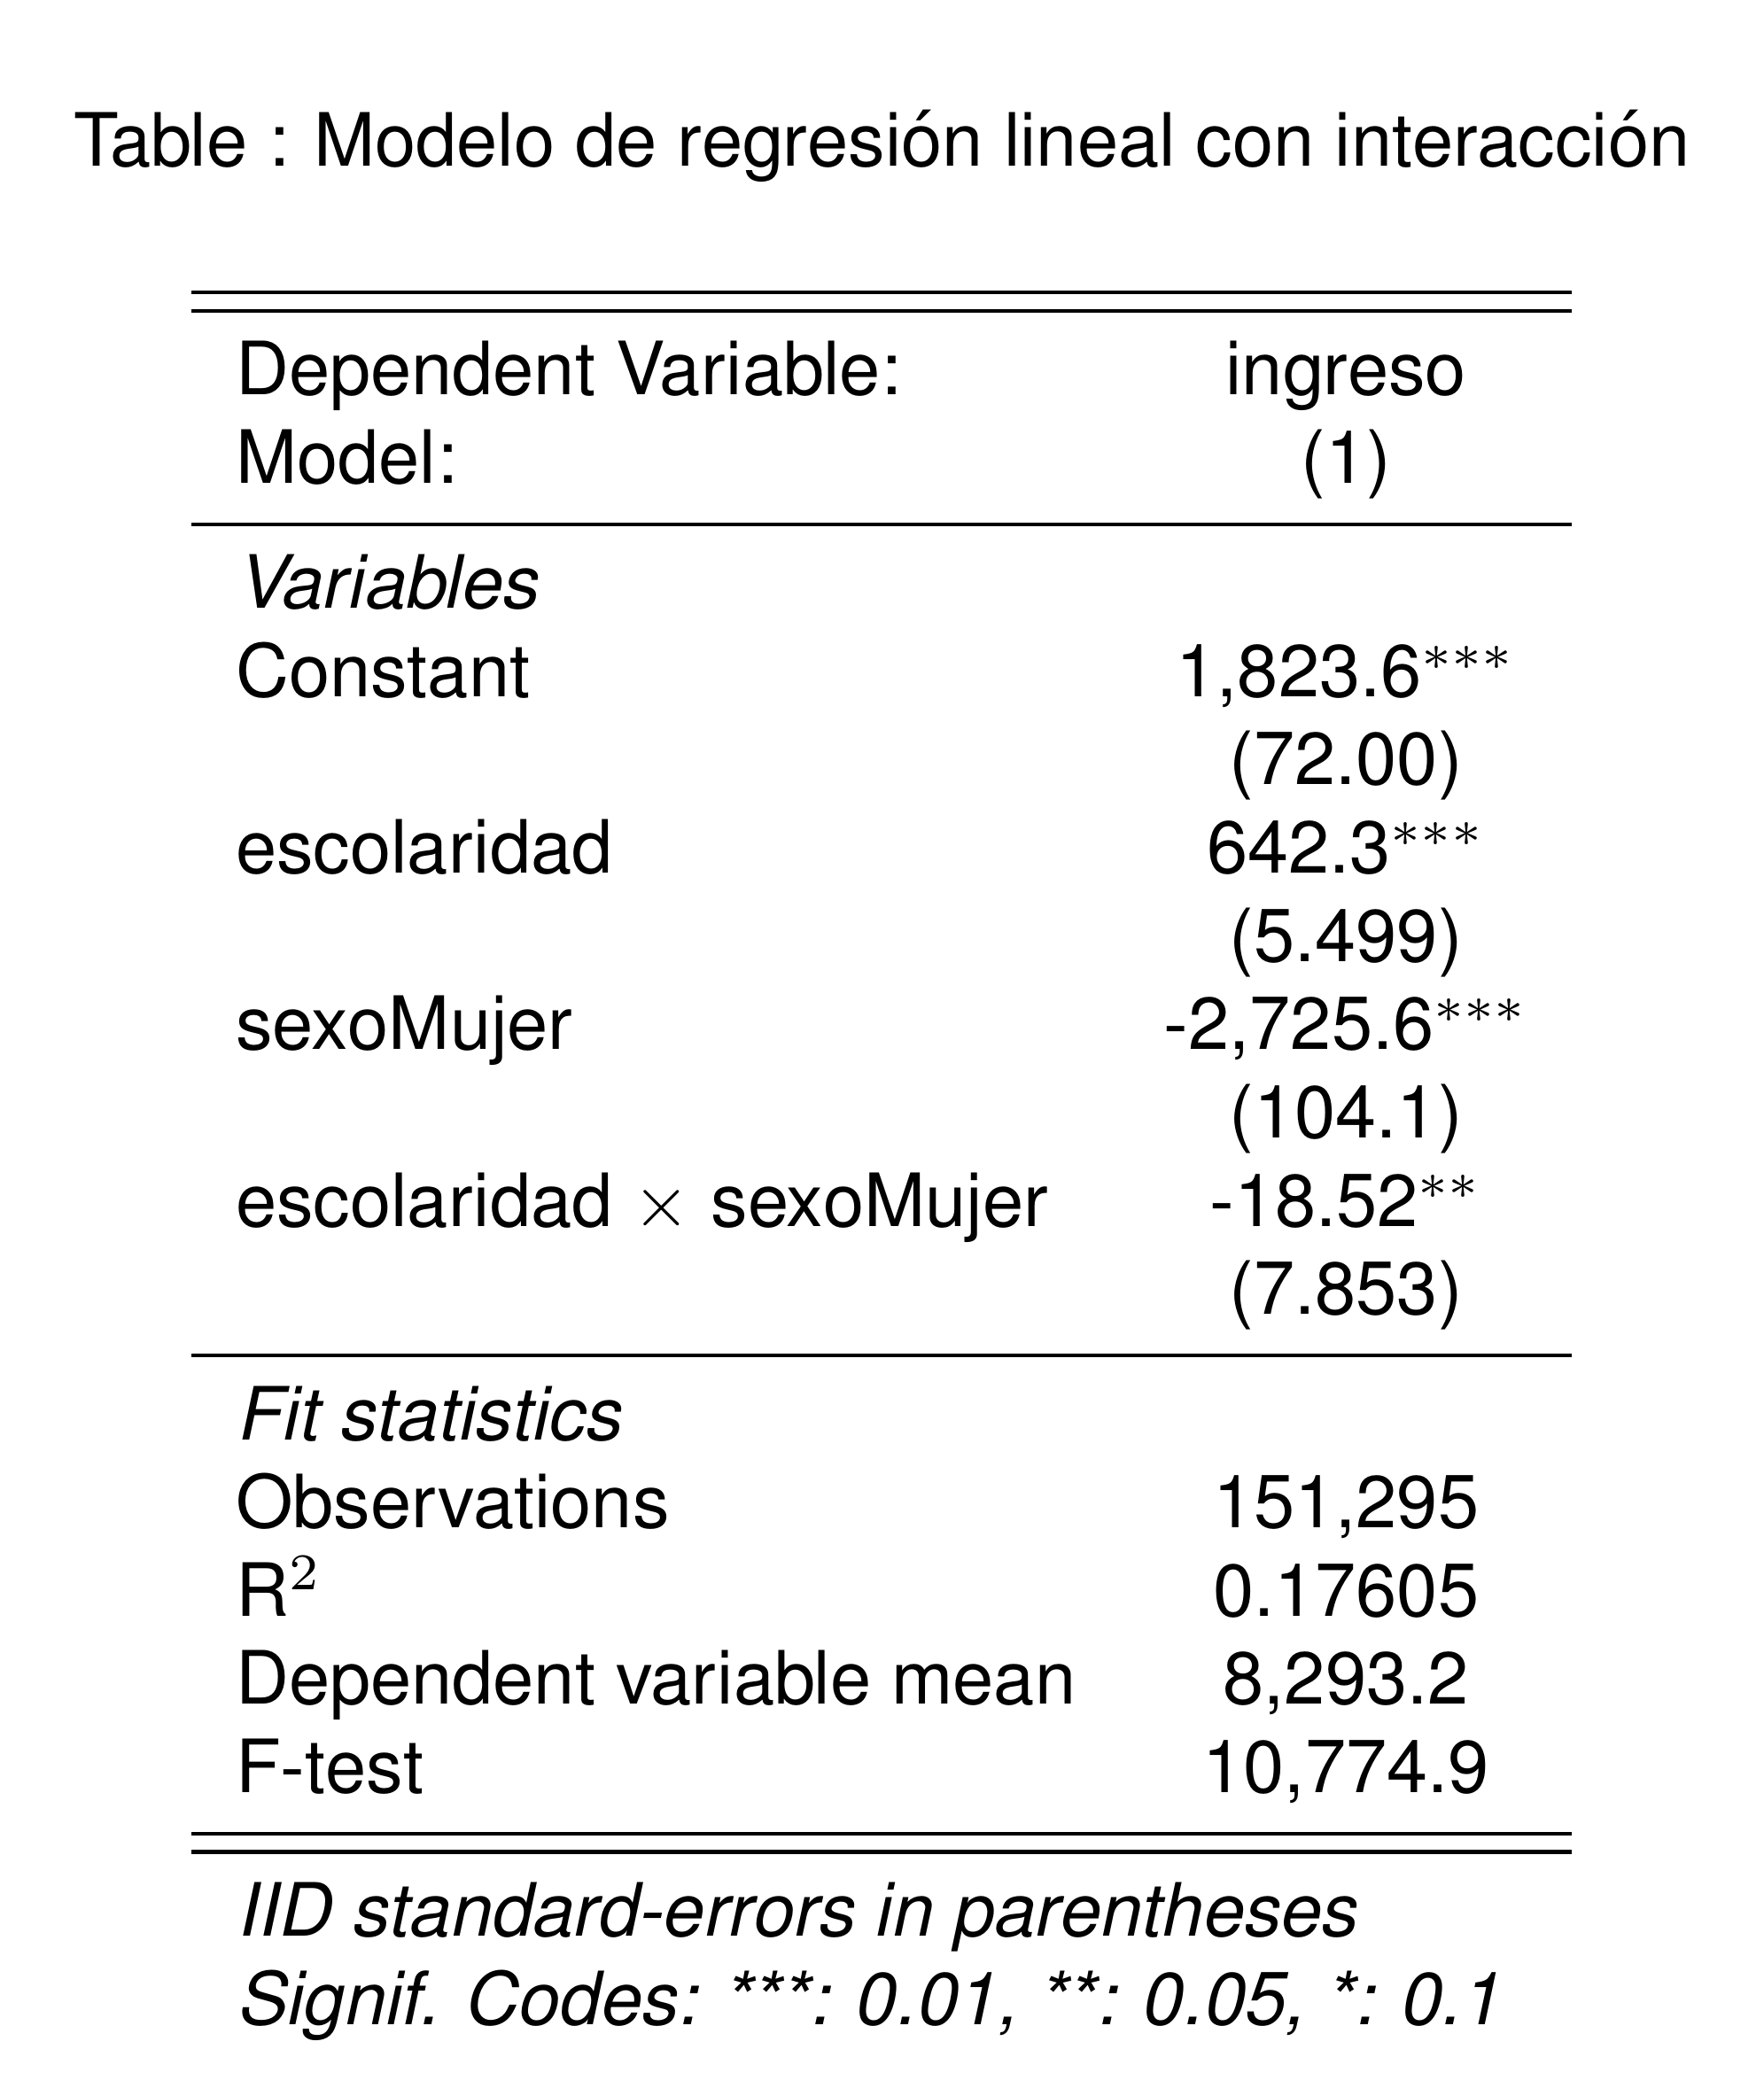 Table : Modelo de regresión lineal con interacción
Dependent Variable: ingreso
Model: (1)
Variables
Constant 1,823.6***
(72.00)
escolaridad 642.3***
(5.499)
sexoMujer -2,725.6***
(104.1)
escolaridad × sexoMujer -18.52**
(7.853)
Fit statistics
Observations 151,295
R² 0.17605
Dependent variable mean 8,293.2
F-test 10,774.9
IID standard-errors in parentheses
Signif. Codes: ***: 0.01, **: 0.05, *: 0.1